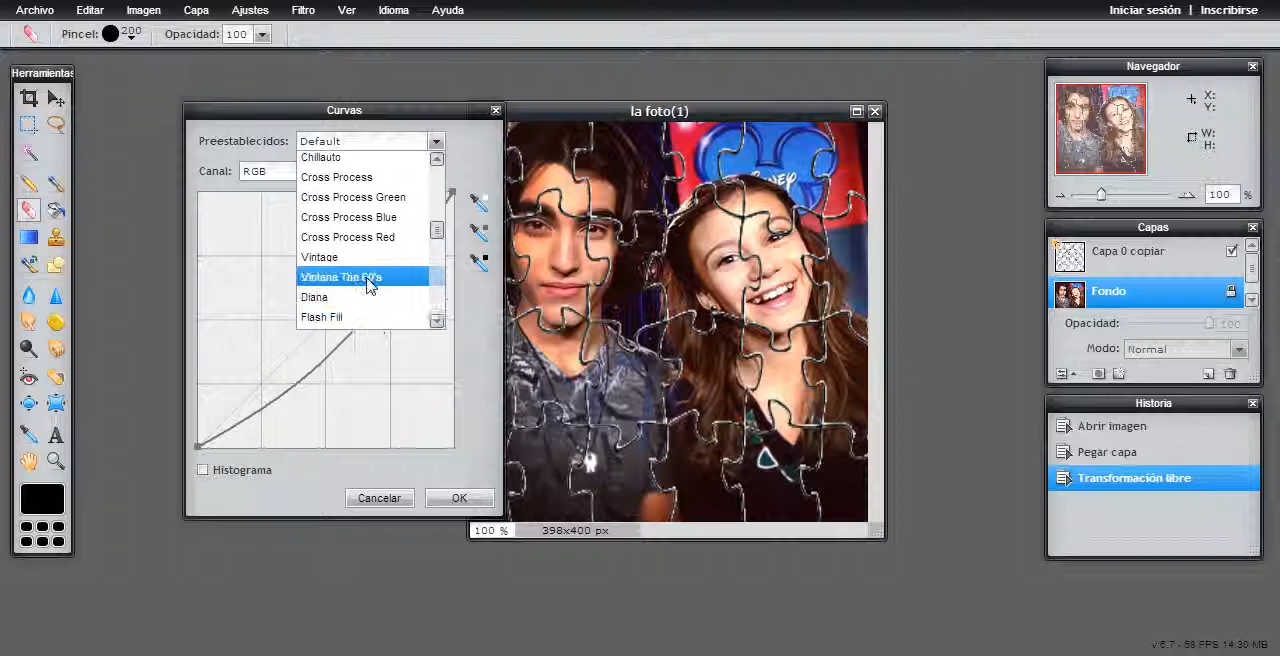 Archivo Editar Imagen Capa Ajustes Filtro Ver Idioma Ayuda Iniciar sesión | Inscribirse
Pincel: 200 Opacidad: 100
Herramientas
Curvas
Preestablecidos: Default
Canal: RGB
Chillauto
Cross Process
Cross Process Green
Cross Process Blue
Cross Process Red
Vintage
Diana
Flash Fill
Histograma
Cancelar OK
la foto(1)
100 % 398x400 px
Navegador
X:
Y:
W:
H:
100 %
Capas
Capa 0 copiar
Fondo
Opacidad: 100
Modo: Normal
Historia
Abrir imagen
Pegar capa
Transformación libre
v:6.7 - 58 FPS 14.30 MB